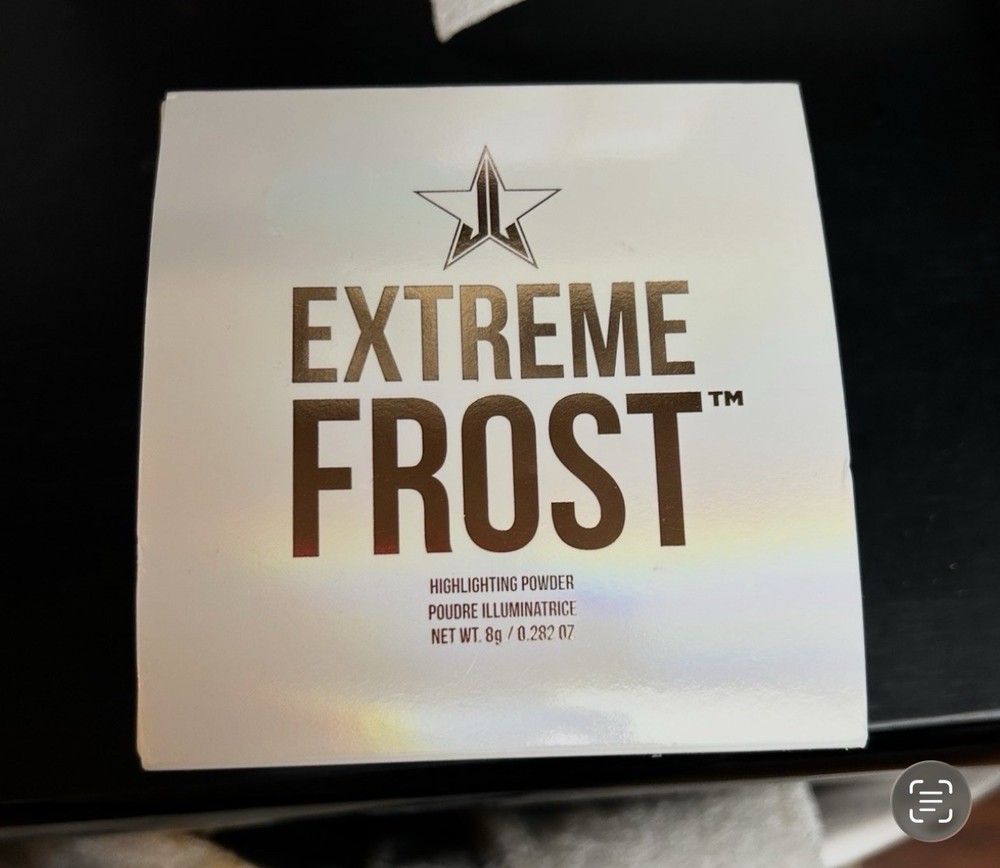 EXTREME
FROST™
HIGHLIGHTING POWDER
POUDRE ILLUMINATRICE
NET WT. 8g / 0.282 OZ